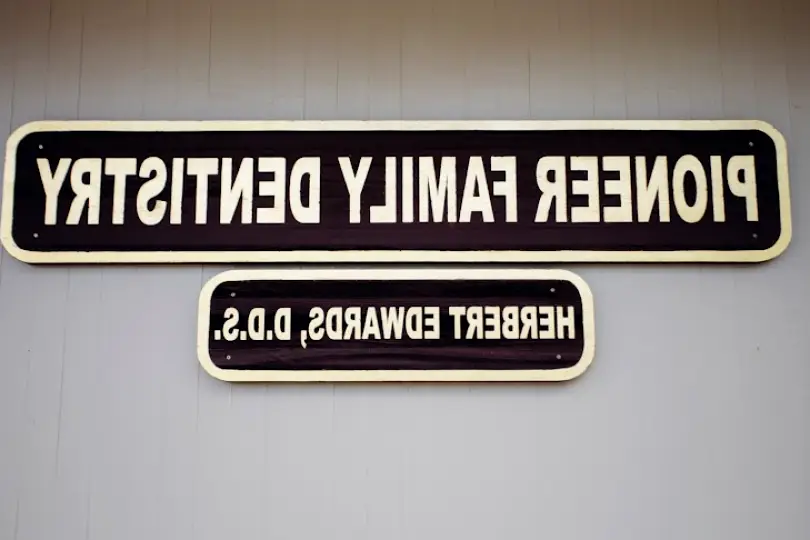 PIONEER FAMILY DENTISTRY
HERBERT EDWARDS, D.D.S.